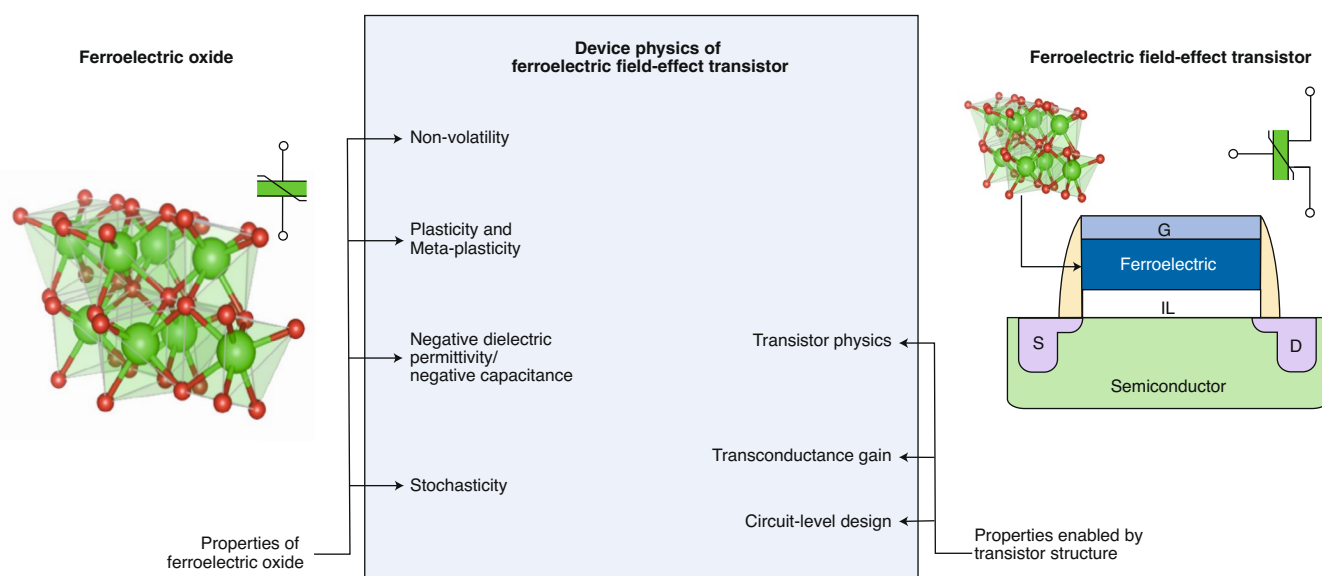 Ferroelectric oxide
Device physics of
ferroelectric field-effect transistor
Ferroelectric field-effect transistor
Non-volatility
Plasticity and
Meta-plasticity
Negative dielectric
permittivity/
negative capacitance
Stochasticity
Properties of
ferroelectric oxide
Transistor physics
Transconductance gain
Circuit-level design
Properties enabled by
transistor structure
G
Ferroelectric
IL
S
D
Semiconductor